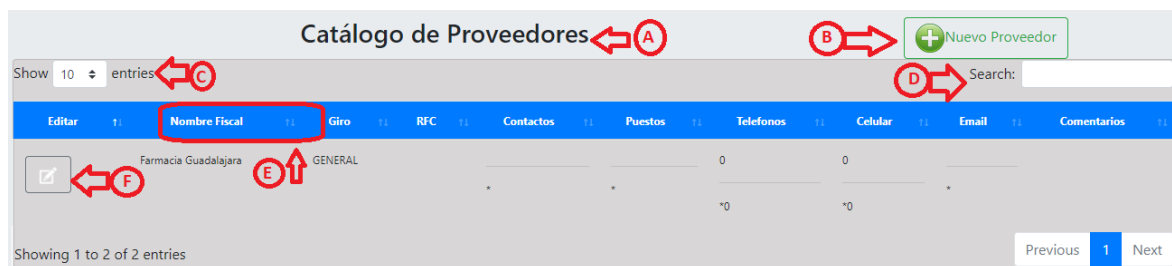 Catálogo de Proveedores A B Nuevo Proveedor
Show 10 entries C D Search:
Editar Nombre Fiscal Giro RFC Contactos Puestos Telefonos Celular Email Comentarios
Farmacia Guadalajara E GENERAL 0 0
F
* * *
*0 *0
Showing 1 to 2 of 2 entries Previous 1 Next